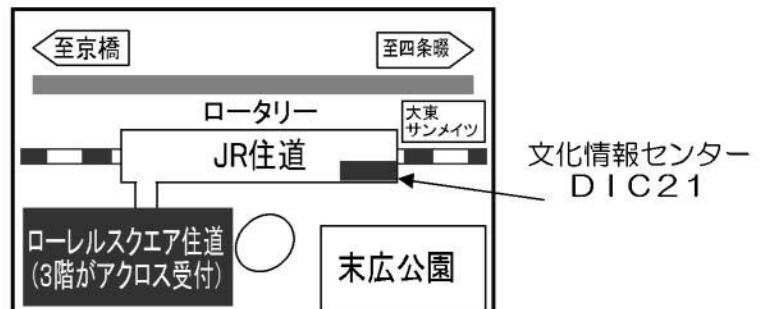 至京橋
至四条畷
ロータリー
大東
サンメイツ
JR住道
文化情報センター
ＤＩＣ２１
ローレルスクエア住道
(3階がアクロス受付)
末広公園